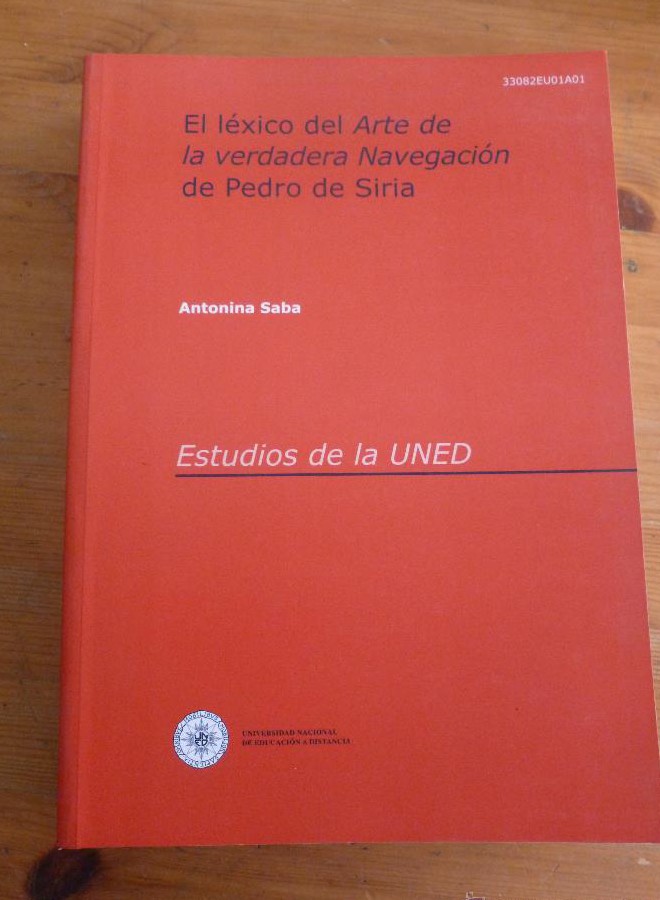 33082EU01A01
El léxico del Arte de
la verdadera Navegación
de Pedro de Siria
Antonina Saba
Estudios de la UNED
UNED
UNIVERSIDAD NACIONAL
DE EDUCACIÓN A DISTANCIA